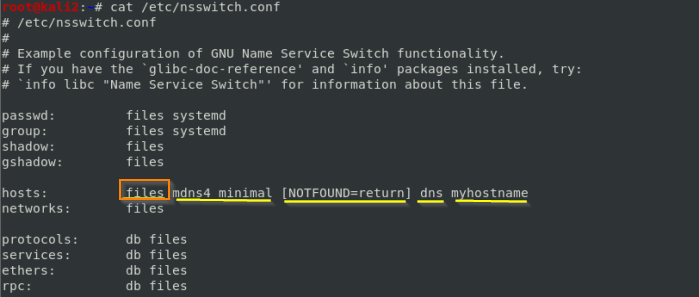 root@kali2:~# cat /etc/nsswitch.conf
# /etc/nsswitch.conf
#
# Example configuration of GNU Name Service Switch functionality.
# If you have the `glibc-doc-reference' and `info' packages installed, try:
# `info libc "Name Service Switch"' for information about this file.
passwd: files systemd
group: files systemd
shadow: files
gshadow: files
hosts: files mdns4_minimal [NOTFOUND=return] dns myhostname
networks: files
protocols: db files
services: db files
ethers: db files
rpc: db files